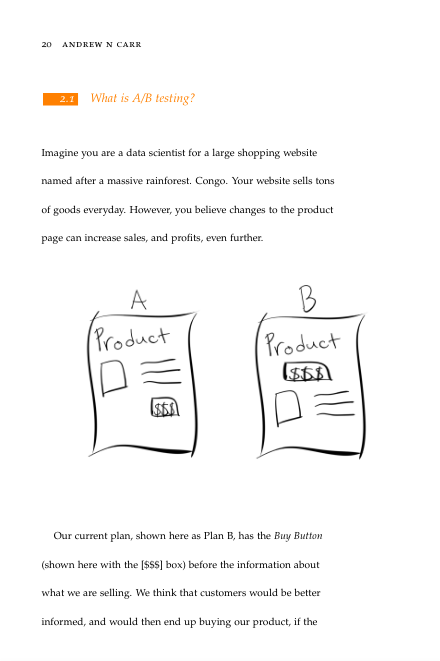 20 ANDREW N CARR
2.1 What is A/B testing?
Imagine you are a data scientist for a large shopping website
named after a massive rainforest. Congo. Your website sells tons
of goods everyday. However, you believe changes to the product
page can increase sales, and profits, even further.
A B
Product Product
$$$
$$$
Our current plan, shown here as Plan B, has the Buy Button
(shown here with the [$$$] box) before the information about
what we are selling. We think that customers would be better
informed, and would then end up buying our product, if the